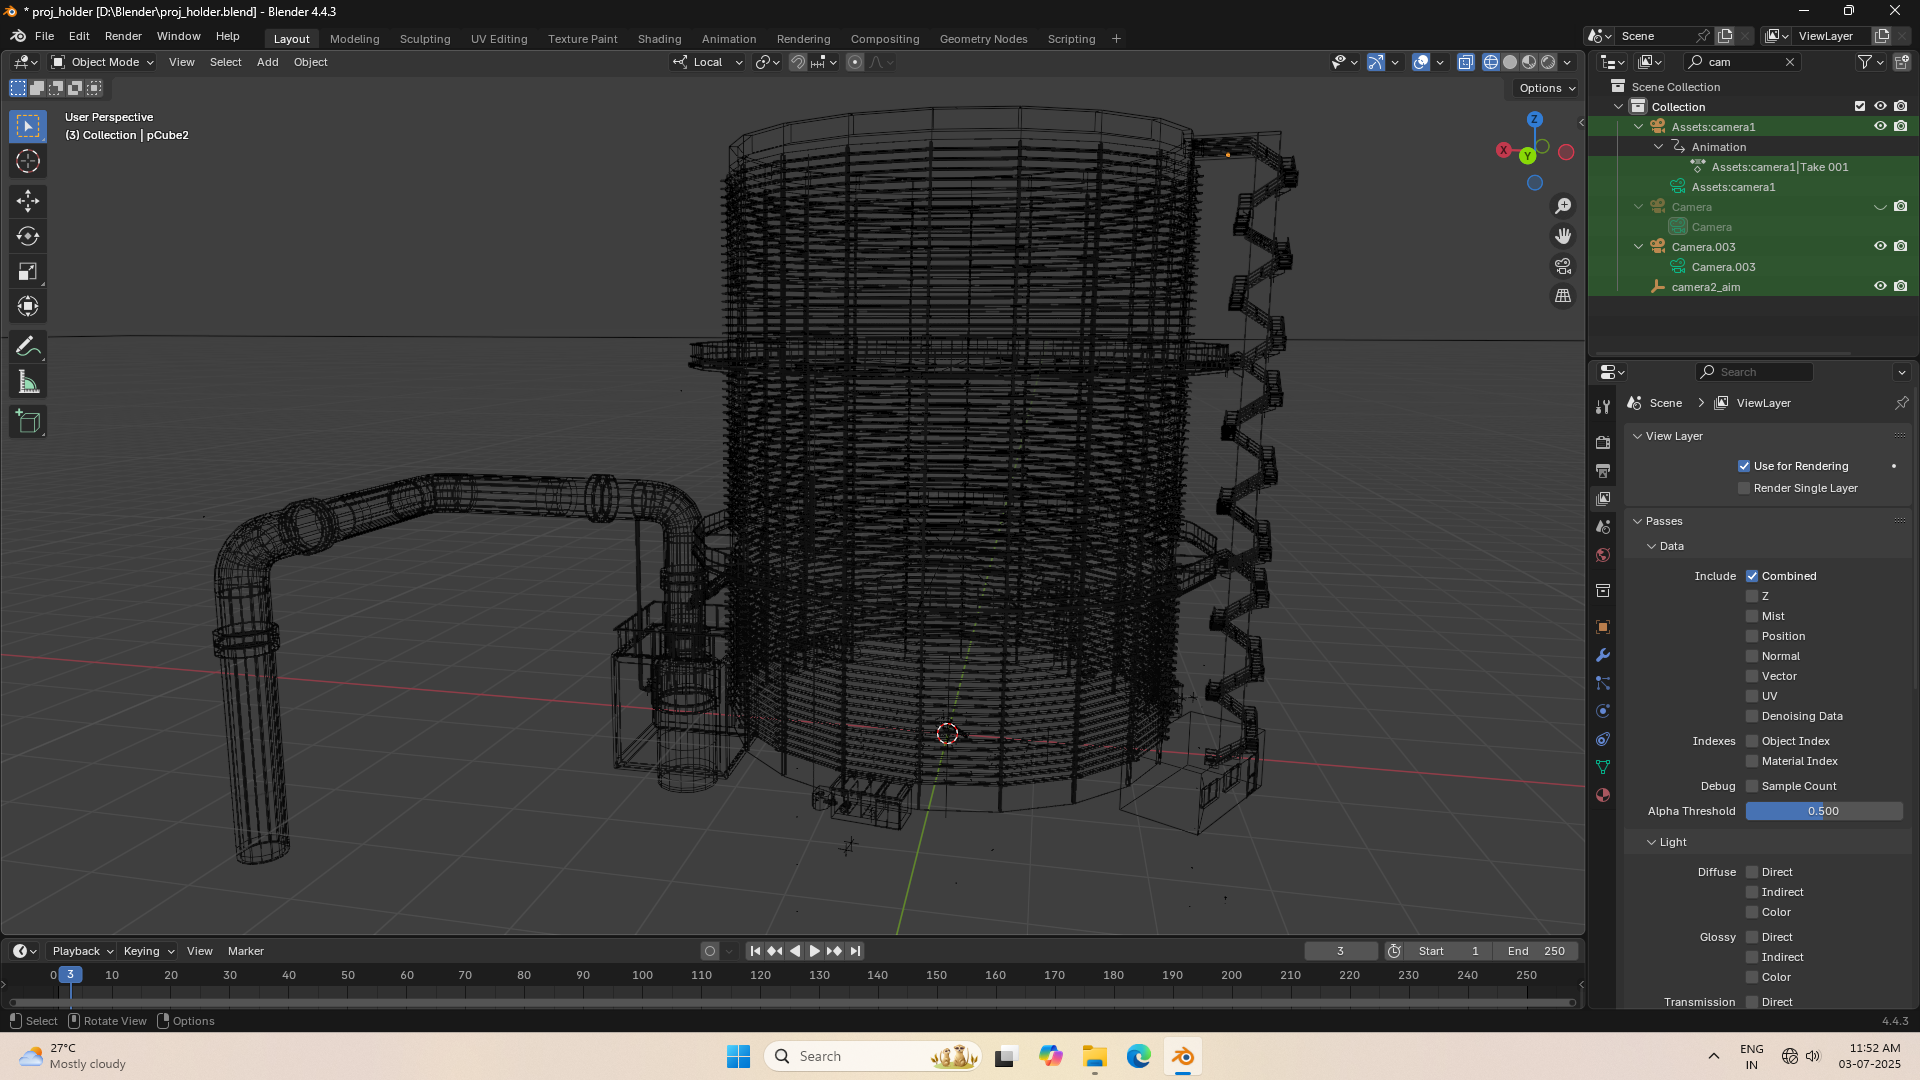 * proj_holder [D:\Blender\proj_holder.blend] - Blender 4.4.3
File Edit Render Window Help
Layout Modeling Sculpting UV Editing Texture Paint Shading Animation Rendering Compositing Geometry Nodes Scripting +
Scene
ViewLayer
Object Mode View Select Add Object
Local
cam
Options
User Perspective
(3) Collection | pCube2
Z
X
Y
Scene Collection
Collection
Assets:camera1
Animation
Assets:camera1|Take 001
Assets:camera1
Camera
Camera
Camera.003
Camera.003
camera2_aim
Search
Scene > ViewLayer
View Layer
Use for Rendering
Render Single Layer
Passes
Data
Include Combined
Z
Mist
Position
Normal
Vector
UV
Denoising Data
Indexes Object Index
Material Index
Debug Sample Count
Alpha Threshold 0.500
Light
Diffuse Direct
Indirect
Color
Glossy Direct
Indirect
Color
Transmission Direct
Playback Keying View Marker
3
Start 1
End 250
0 3 10 20 30 40 50 60 70 80 90 100 110 120 130 140 150 160 170 180 190 200 210 220 230 240 250
Select Rotate View Options
4.4.3
27°C
Mostly cloudy
Search
ENG
IN
11:52 AM
03-07-2025